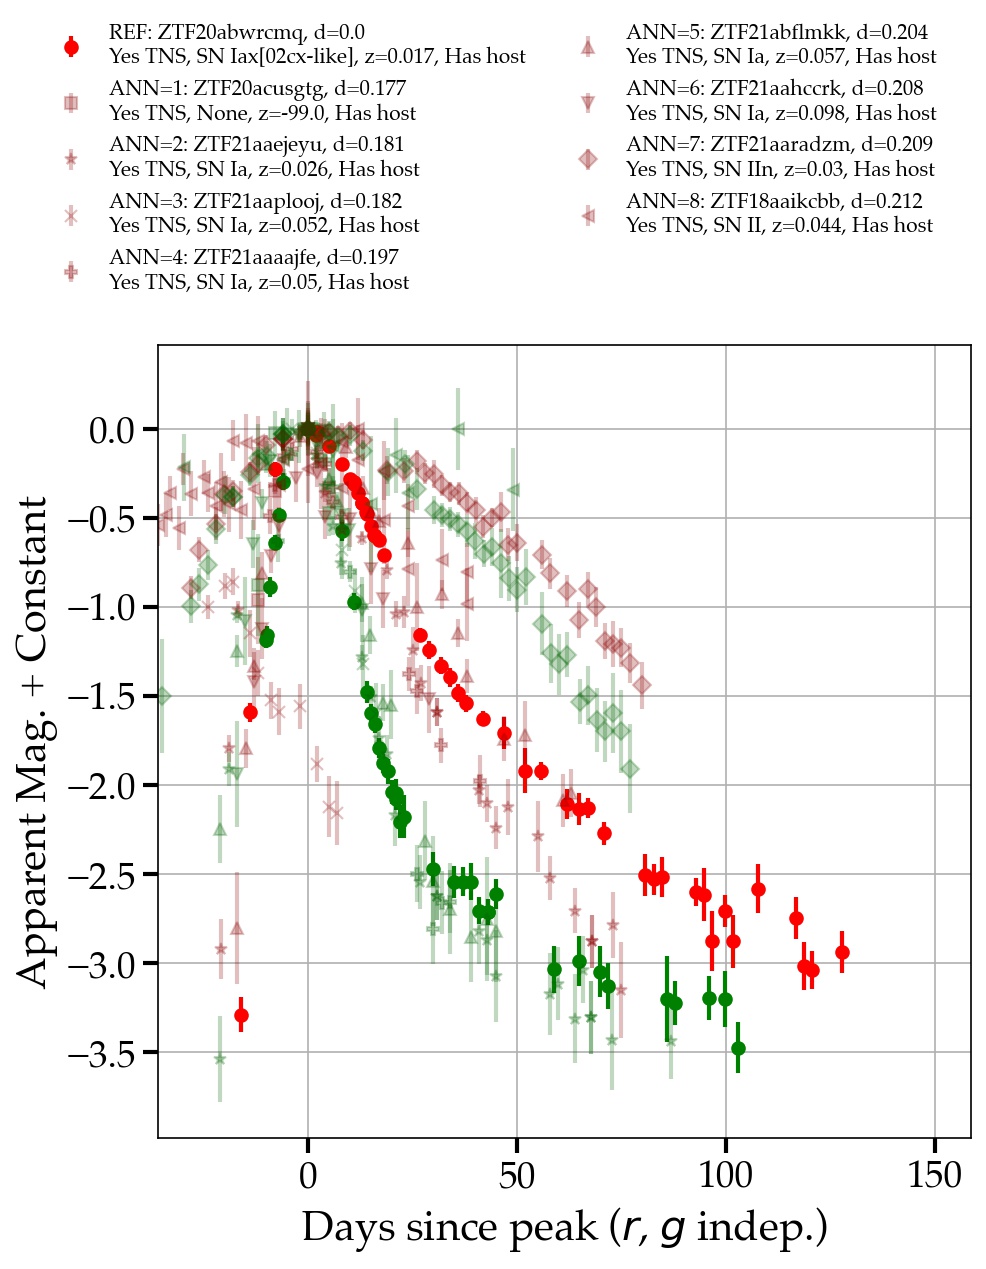 REF: ZTF20abwrcmq, d=0.0
Yes TNS, SN Iax[02cx-like], z=0.017, Has host
ANN=1: ZTF20acusgtg, d=0.177
Yes TNS, None, z=-99.0, Has host
ANN=2: ZTF21aaejeyu, d=0.181
Yes TNS, SN Ia, z=0.026, Has host
ANN=3: ZTF21aaplooj, d=0.182
Yes TNS, SN Ia, z=0.052, Has host
ANN=4: ZTF21aaaajfe, d=0.197
Yes TNS, SN Ia, z=0.05, Has host
ANN=5: ZTF21abflmkk, d=0.204
Yes TNS, SN Ia, z=0.057, Has host
ANN=6: ZTF21aahccrk, d=0.208
Yes TNS, SN Ia, z=0.098, Has host
ANN=7: ZTF21aaradzm, d=0.209
Yes TNS, SN IIn, z=0.03, Has host
ANN=8: ZTF18aaikcbb, d=0.212
Yes TNS, SN II, z=0.044, Has host
Apparent Mag. + Constant
0.0
−0.5
−1.0
−1.5
−2.0
−2.5
−3.0
−3.5
0 50 100 150
Days since peak (r, g indep.)